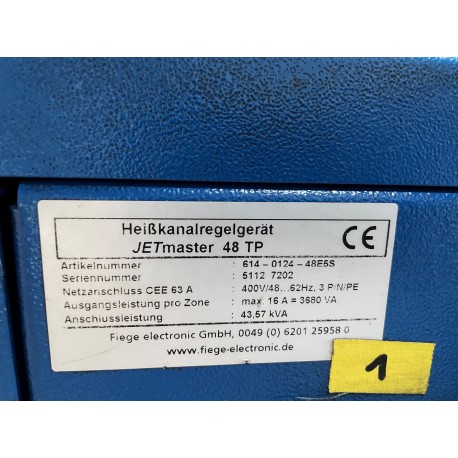 Heißkanalregelgerät
JETmaster 48 TP
CE
Artikelnummer : 614-0124-48E5S
Seriennummer : 5112 7202
Netzanschluss CEE 63 A : 400V/48...62Hz, 3 P/N/PE
Ausgangsleistung pro Zone : max. 16 A = 3680 VA
Anschlussleistung : 43,57 kVA
Fiege electronic GmbH, 0049 (0) 6201 25958 0
www.fiege-electronic.de
1